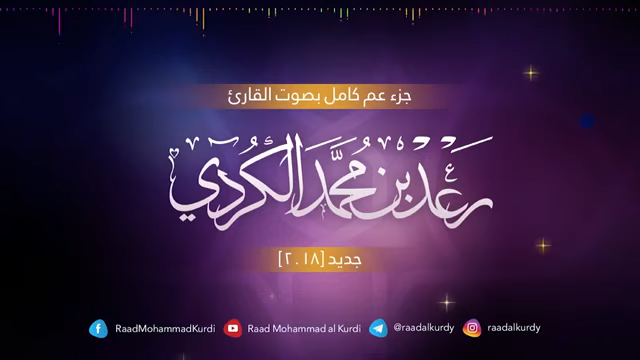 جزء عم كامل بصوت القارئ
رعد بن محمد الكردي
جديد [٢٠١٨]
RaadMohammadKurdi Raad Mohammad al Kurdi @raadalkurdy raadalkurdy